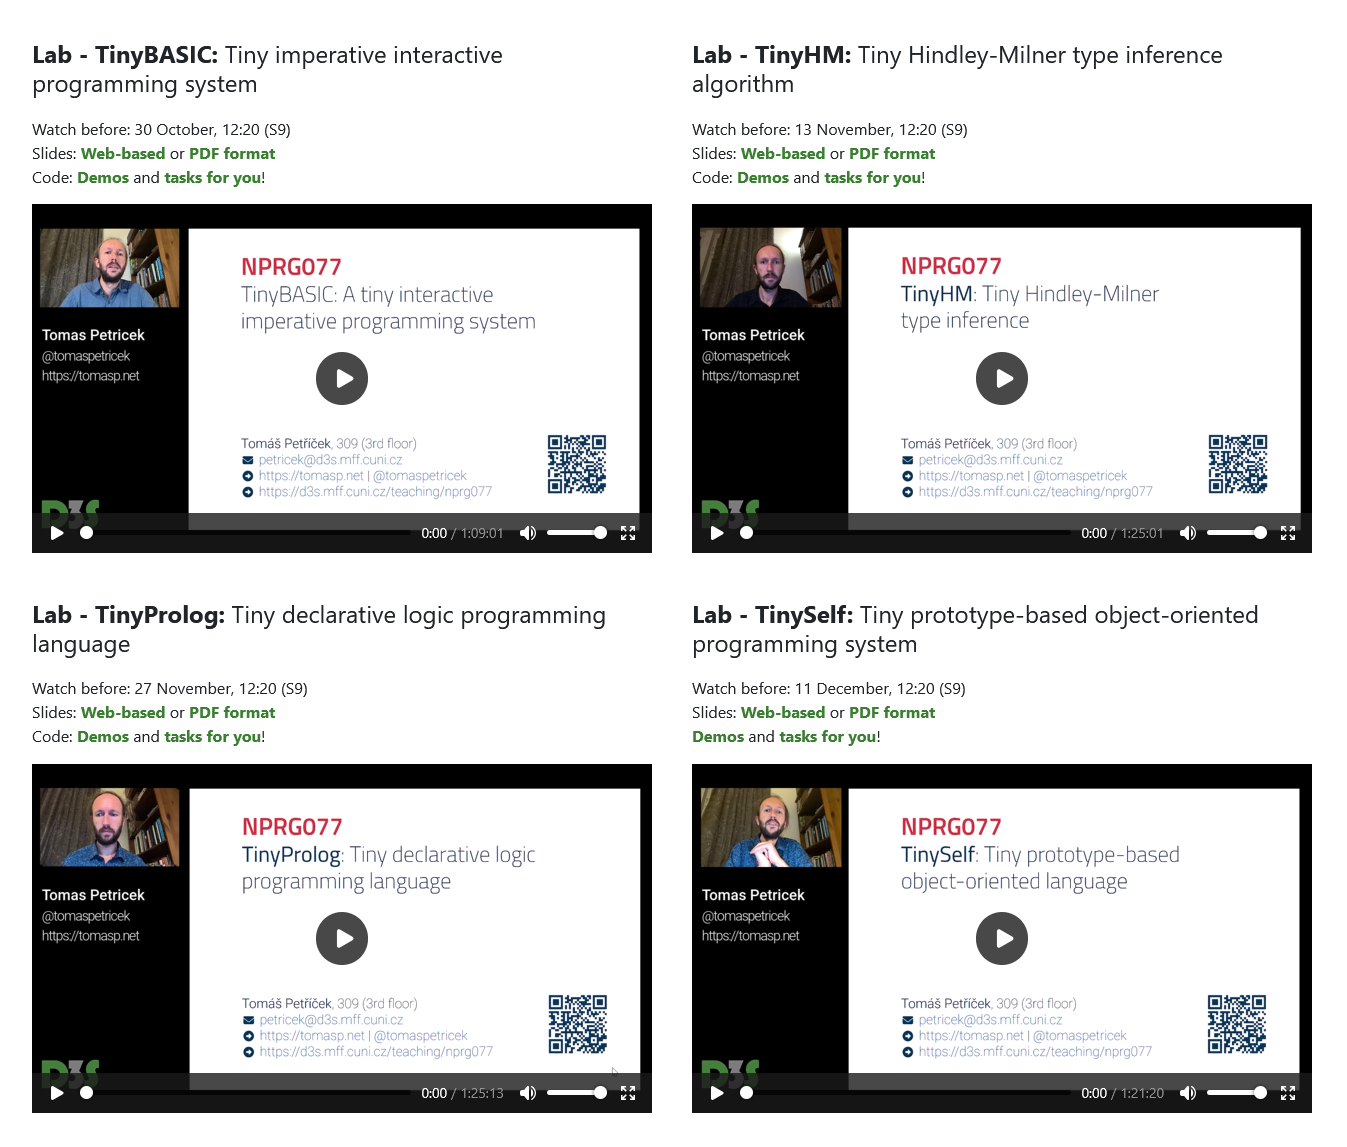 Lab - TinyBASIC: Tiny imperative interactive
programming system
Watch before: 30 October, 12:20 (S9)
Slides: Web-based or PDF format
Code: Demos and tasks for you!
Tomas Petricek
@tomaspetricek
https://tomasp.net
NPRG077
TinyBASIC: A tiny interactive
imperative programming system
Tomáš Petříček, 309 (3rd floor)
petricek@d3s.mff.cuni.cz
https://tomasp.net | @tomaspetricek
https://d3s.mff.cuni.cz/teaching/nprg077
D3S
0:00 / 1:09:01
Lab - TinyHM: Tiny Hindley-Milner type inference
algorithm
Watch before: 13 November, 12:20 (S9)
Slides: Web-based or PDF format
Code: Demos and tasks for you!
Tomas Petricek
@tomaspetricek
https://tomasp.net
NPRG077
TinyHM: Tiny Hindley-Milner
type inference
Tomáš Petříček, 309 (3rd floor)
petricek@d3s.mff.cuni.cz
https://tomasp.net | @tomaspetricek
https://d3s.mff.cuni.cz/teaching/nprg077
D3S
0:00 / 1:25:01
Lab - TinyProlog: Tiny declarative logic programming
language
Watch before: 27 November, 12:20 (S9)
Slides: Web-based or PDF format
Code: Demos and tasks for you!
Tomas Petricek
@tomaspetricek
https://tomasp.net
NPRG077
TinyProlog: Tiny declarative logic
programming language
Tomáš Petříček, 309 (3rd floor)
petricek@d3s.mff.cuni.cz
https://tomasp.net | @tomaspetricek
https://d3s.mff.cuni.cz/teaching/nprg077
D3S
0:00 / 1:25:13
Lab - TinySelf: Tiny prototype-based object-oriented
programming system
Watch before: 11 December, 12:20 (S9)
Slides: Web-based or PDF format
Demos and tasks for you!
Tomas Petricek
@tomaspetricek
https://tomasp.net
NPRG077
TinySelf: Tiny prototype-based
object-oriented language
Tomáš Petříček, 309 (3rd floor)
petricek@d3s.mff.cuni.cz
https://tomasp.net | @tomaspetricek
https://d3s.mff.cuni.cz/teaching/nprg077
D3S
0:00 / 1:21:20